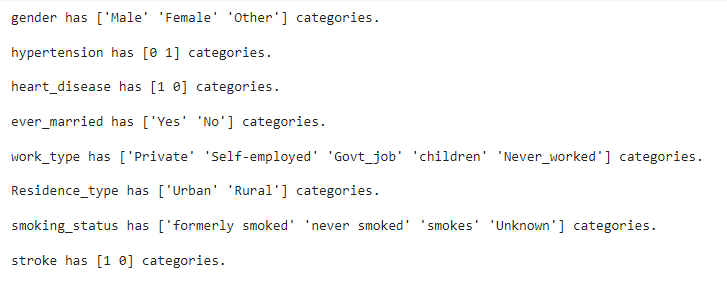 gender has ['Male' 'Female' 'Other'] categories.
hypertension has [0 1] categories.
heart_disease has [1 0] categories.
ever_married has ['Yes' 'No'] categories.
work_type has ['Private' 'Self-employed' 'Govt_job' 'children' 'Never_worked'] categories.
Residence_type has ['Urban' 'Rural'] categories.
smoking_status has ['formerly smoked' 'never smoked' 'smokes' 'Unknown'] categories.
stroke has [1 0] categories.